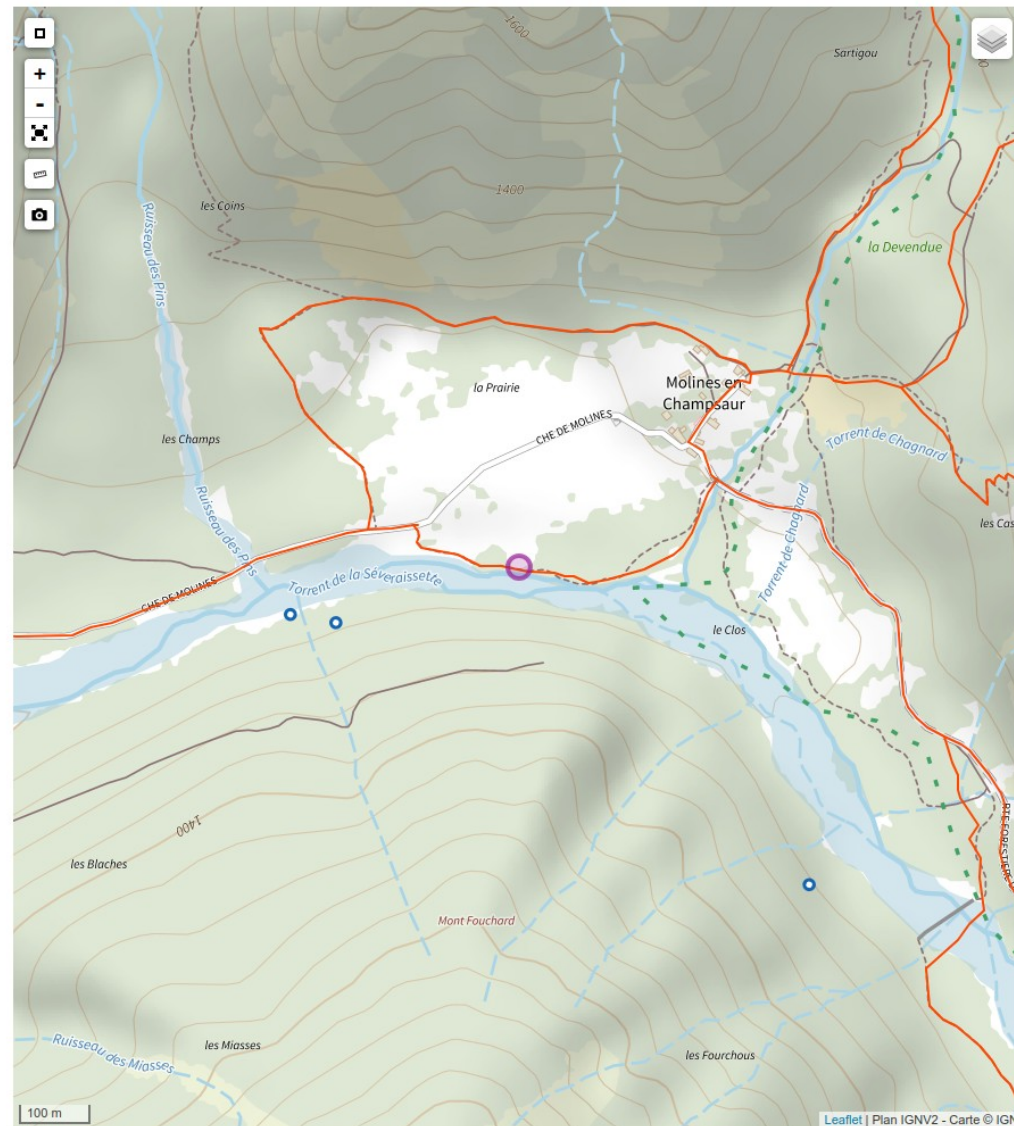 1600
Sartigou
+
-
1400
les Coins
Ruisseau des Pins
la Devendue
la Prairie
Molines en
Champsaur
CHE DE MOLINES
les Champs
Torrent de Chagnard
Ruisseau des Pins
les Cas
Torrent de Chagnard
Torrent de la Séveraissette
CHE DE MOLINES
le Clos
1400
RTE FORESTIERE
les Blaches
Mont Fouchard
Ruisseau des Miasses
les Miasses
les Fourchous
100 m
Leaflet | Plan IGNV2 - Carte © IGN